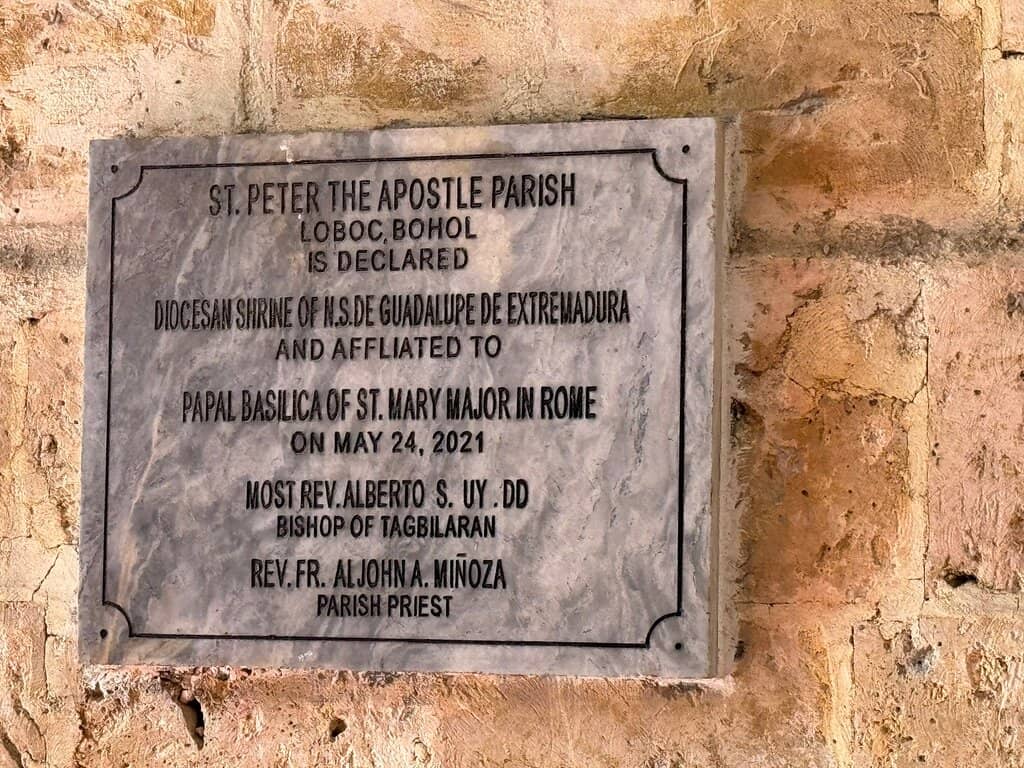 ST. PETER THE APOSTLE PARISH
LOBOC, BOHOL
IS DECLARED
DIOCESAN SHRINE OF N.S.DE GUADALUPE DE EXTREMADURA
AND AFFLIATED TO
PAPAL BASILICA OF ST. MARY MAJOR IN ROME
ON MAY 24, 2021
MOST REV. ALBERTO S. UY . DD
BISHOP OF TAGBILARAN
REV. FR. ALJOHN A. MIÑOZA
PARISH PRIEST